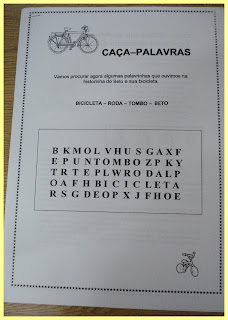 CAÇA–PALAVRAS
Vamos procurar agora algumas palavrinhas que ouvimos na
historinha do Beto e sua bicicleta.
BICICLETA – RODA – TOMBO – BETO
B K M O L V H U S G A X F
E P U N T O M B O Z P K Y
T R T E P L W R O D A L P
O A F H B I C I C L E T A
R S G D E O P X J F H O E